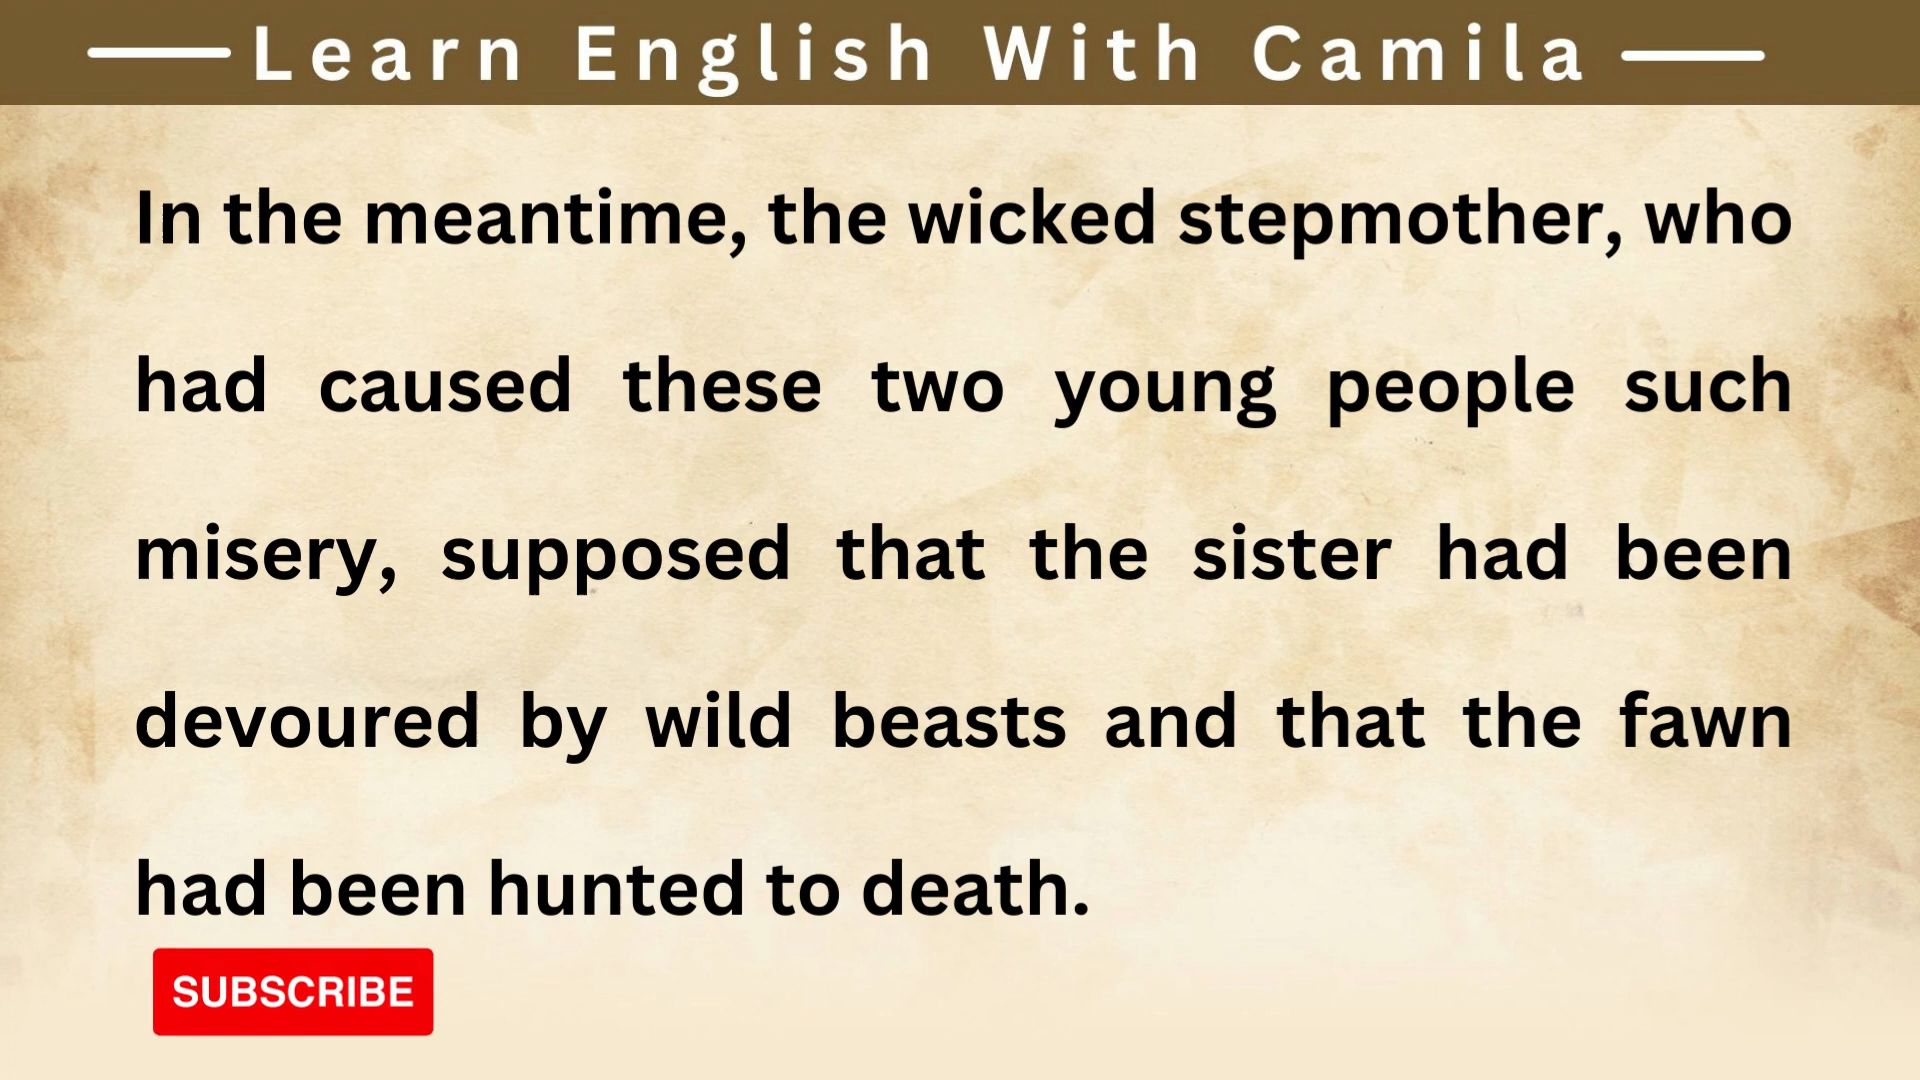 Learn English With Camila
In the meantime, the wicked stepmother, who
had caused these two young people such
misery, supposed that the sister had been
devoured by wild beasts and that the fawn
had been hunted to death.
SUBSCRIBE